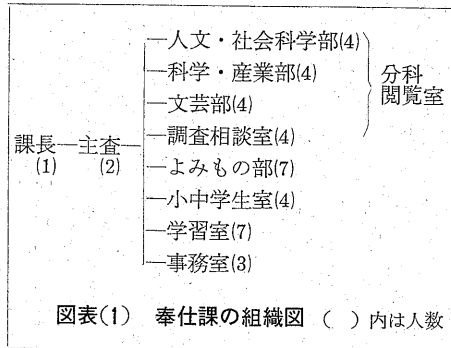 人文・社会科学部(4)
科学・産業部(4)
文芸部(4)
調査相談室(4)
分科
閲覧室
課長─主査
(1) (2)
よみもの部(7)
小中学生室(4)
学習室(7)
事務室(3)
図表(1) 奉仕課の組織図 ( )内は人数